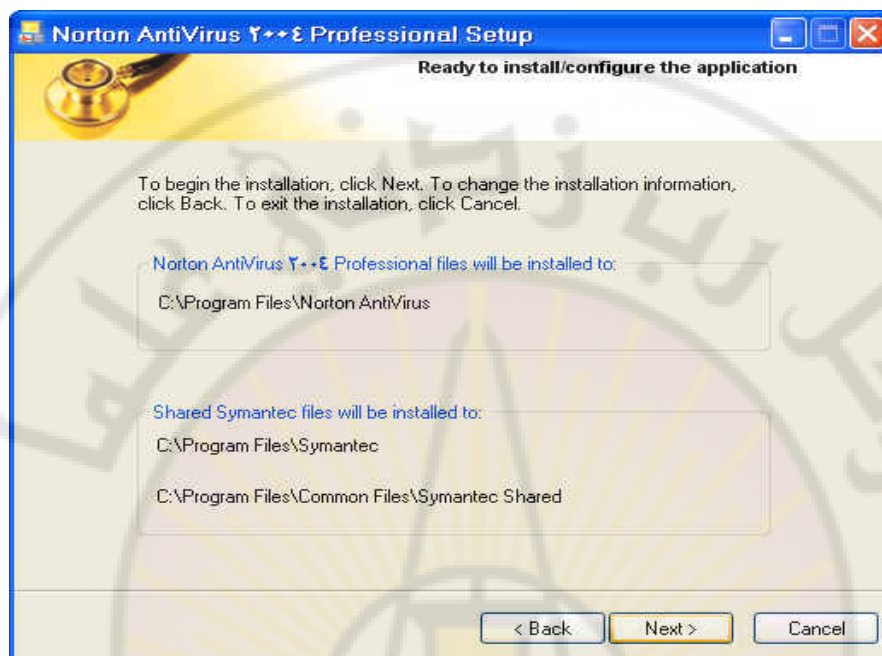 Norton AntiVirus ٢٠٠٤ Professional Setup
Ready to install/configure the application
To begin the installation, click Next. To change the installation information,
click Back. To exit the installation, click Cancel.
Norton AntiVirus ٢٠٠٤ Professional files will be installed to:
C:\Program Files\Norton AntiVirus
Shared Symantec files will be installed to:
C:\Program Files\Symantec
C:\Program Files\Common Files\Symantec Shared
< Back
Next >
Cancel